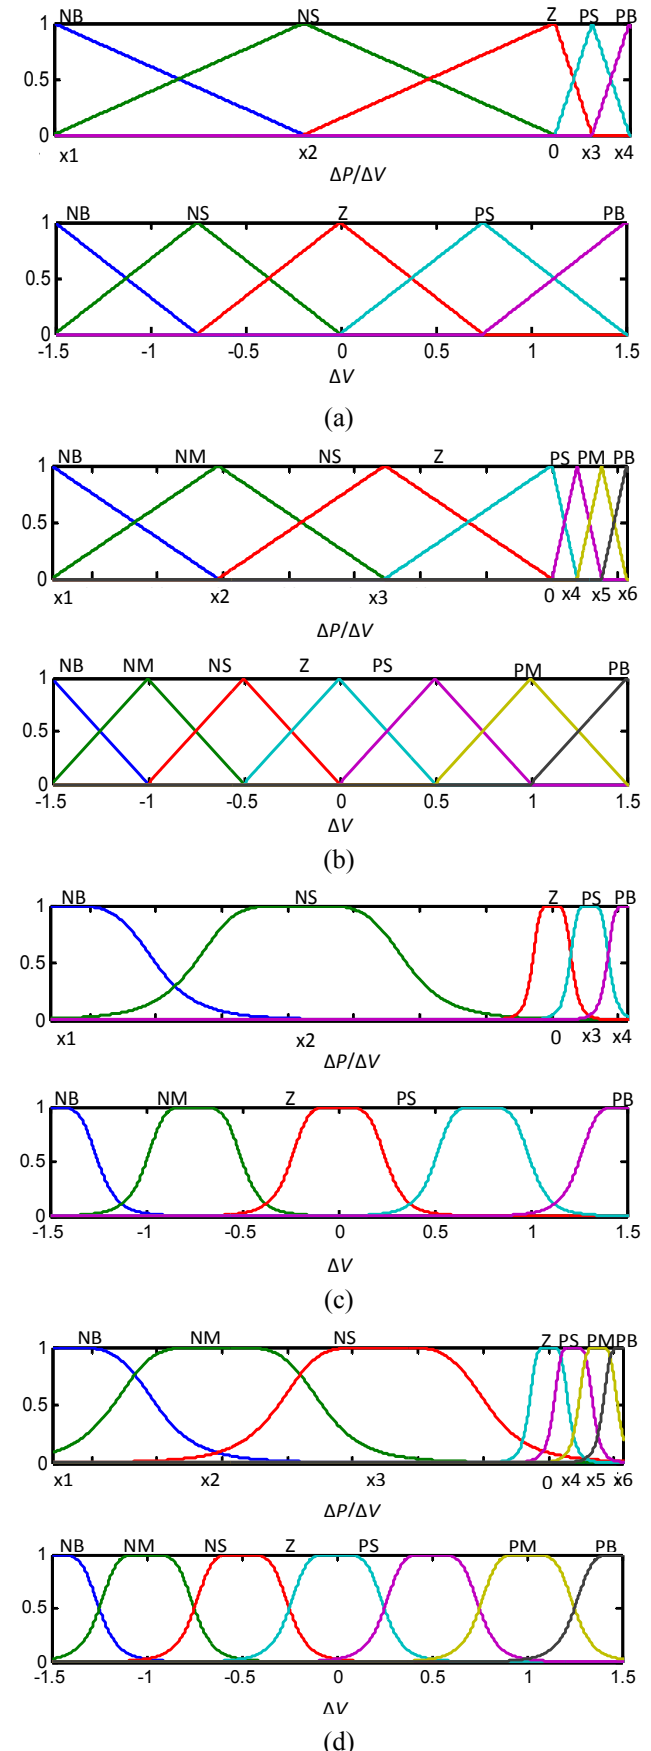 NB NS Z PS PB
1
0.5
0
x1 x2 0 x3 x4
ΔP/ΔV
NB NS Z PS PB
1
0.5
0
-1.5 -1 -0.5 0 0.5 1 1.5
ΔV
(a)
NB NM NS Z PS PM PB
1
0.5
0
x1 x2 x3 0 x4 x5 x6
ΔP/ΔV
NB NM NS Z PS PM PB
1
0.5
0
-1.5 -1 -0.5 0 0.5 1 1.5
ΔV
(b)
NB NS Z PS PB
1
0.5
0
x1 x2 0 x3 x4
ΔP/ΔV
NB NM Z PS PB
1
0.5
0
-1.5 -1 -0.5 0 0.5 1 1.5
ΔV
(c)
NB NM NS Z PS PM PB
1
0.5
0
x1 x2 x3 0 x4 x5 x6
ΔP/ΔV
NB NM NS Z PS PM PB
1
0.5
0
-1.5 -1 -0.5 0 0.5 1 1.5
ΔV
(d)